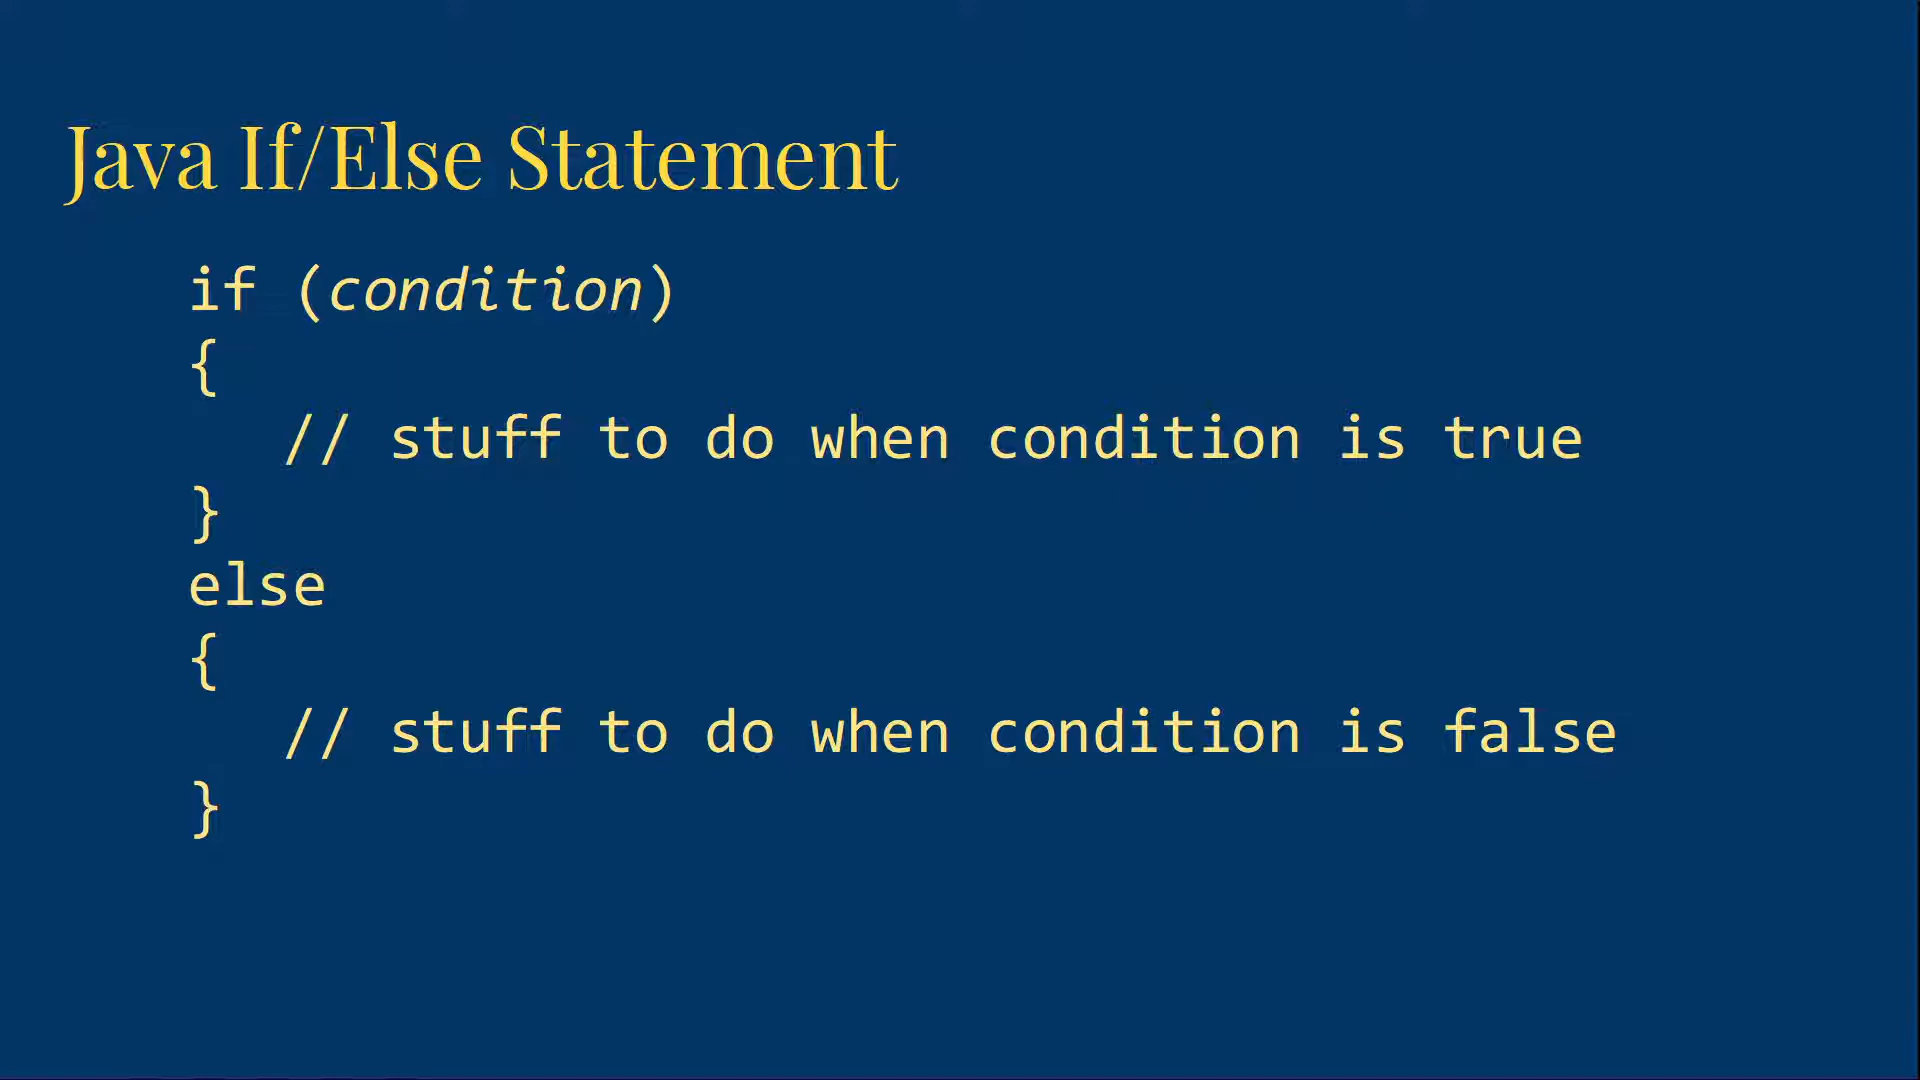 Java If/Else Statement
if (condition)
{
// stuff to do when condition is true
}
else
{
// stuff to do when condition is false
}